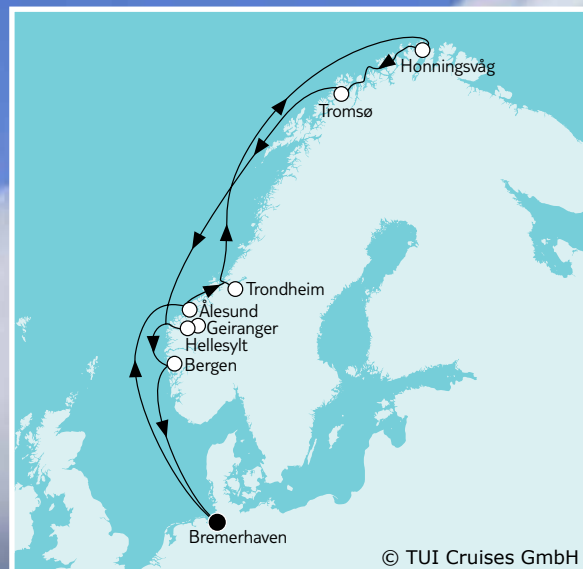 Honningsvåg
Tromsø
Trondheim
Ålesund
Geiranger
Hellesylt
Bergen
Bremerhaven
© TUI Cruises GmbH